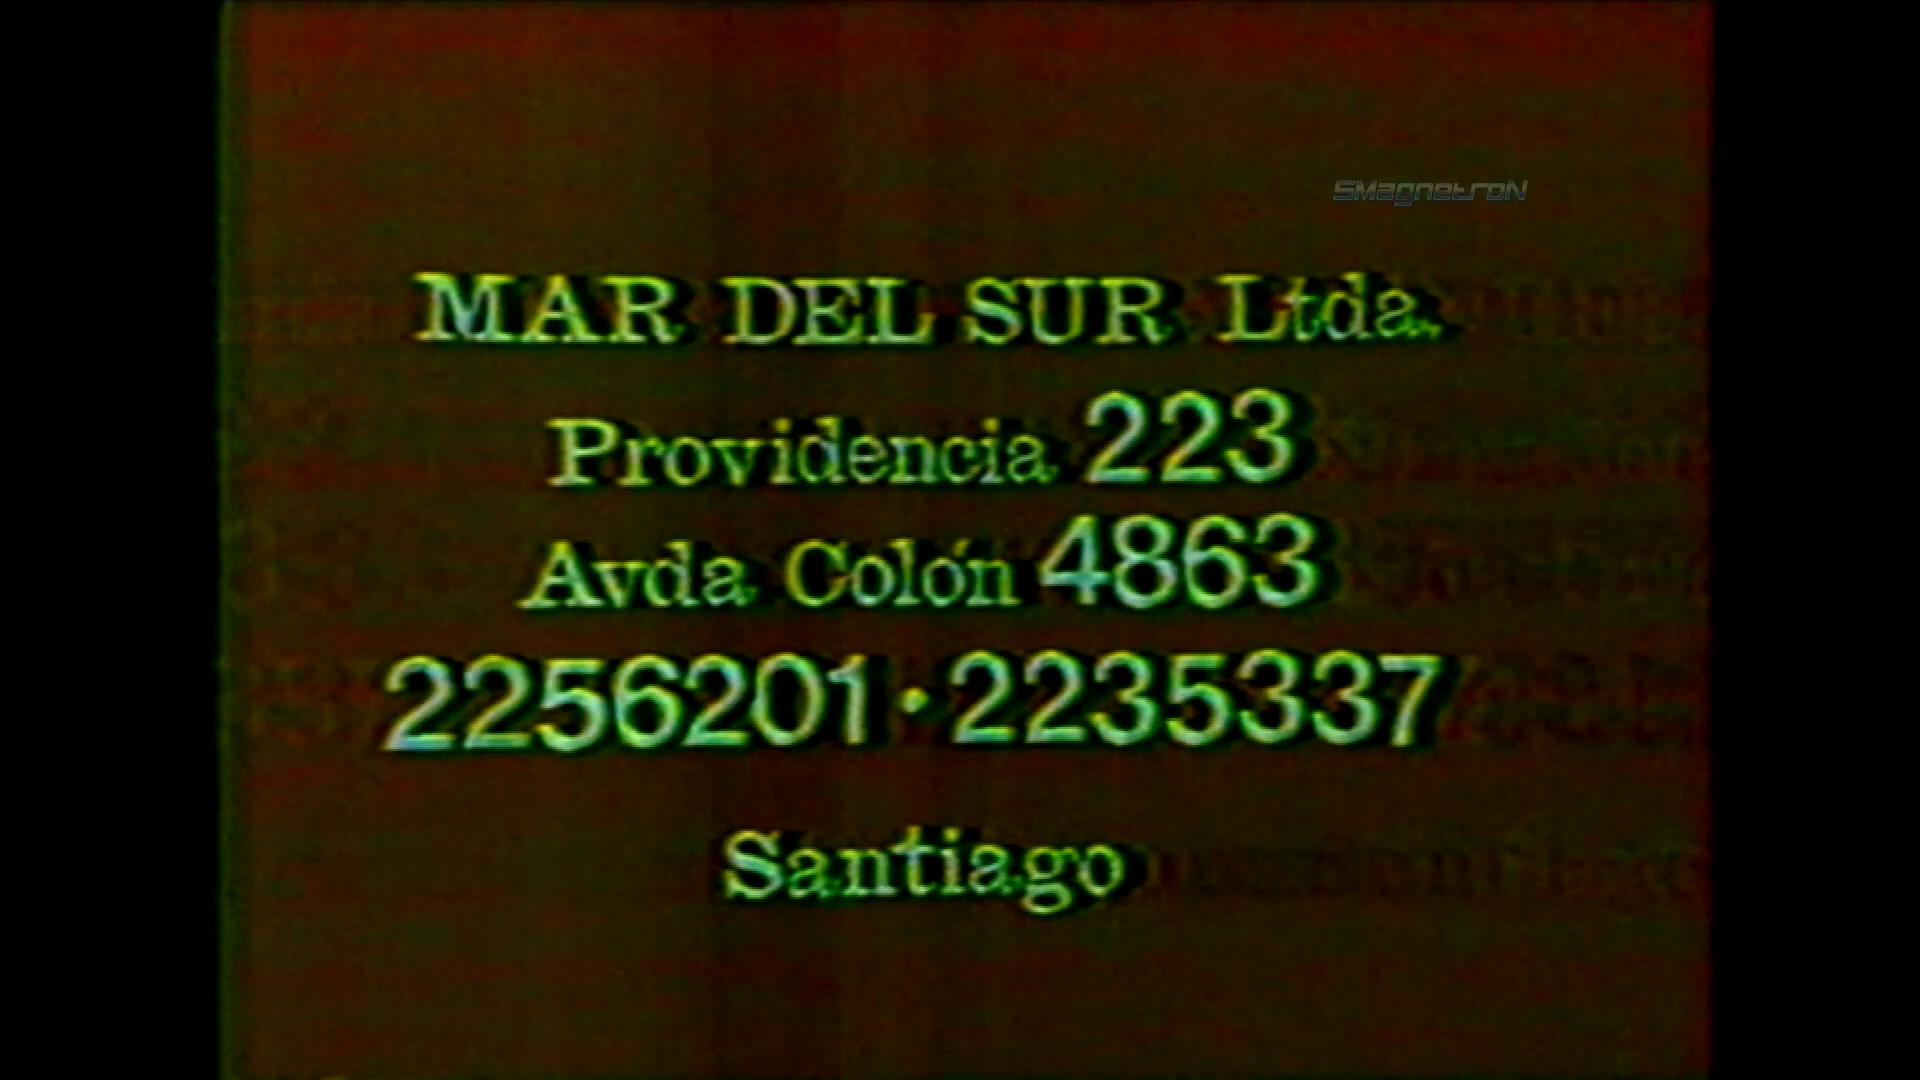 SMagnetroN
MAR DEL SUR Ltda.
Providencia 223
Avda Colón 4863
2256201·2235337
Santiago